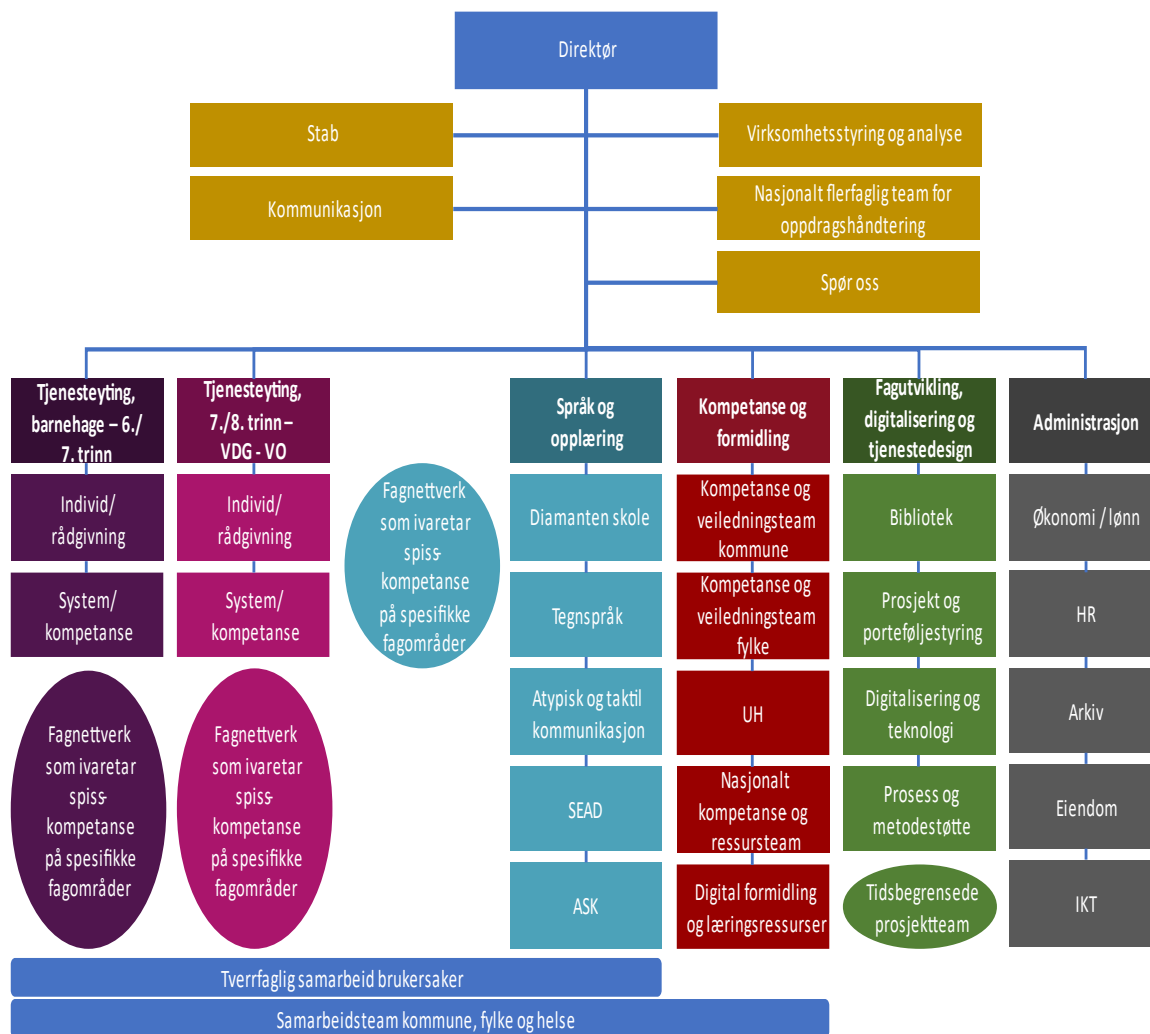 Direktør
Stab
Virksomhetsstyring og analyse
Kommunikasjon
Nasjonalt flerfaglig team for
oppdragshåndtering
Spør oss
Tjenesteyting,
barnehage – 6./
7. trinn
Individ/
rådgivning
System/
kompetanse
Fagnettverk
som ivaretar
spiss-
kompetanse
på spesifikke
fagområder
Tjenesteyting,
7./8. trinn –
VDG - VO
Individ/
rådgivning
System/
kompetanse
Fagnettverk
som ivaretar
spiss-
kompetanse
på spesifikke
fagområder
Fagnettverk
som ivaretar
spiss-
kompetanse
på spesifikke
fagområder
Språk og
opplæring
Diamanten skole
Tegnspråk
Atypisk og taktil
kommunikasjon
SEAD
ASK
Kompetanse og
formidling
Kompetanse og
veiledningsteam
kommune
Kompetanse og
veiledningsteam
fylke
UH
Nasjonalt
kompetanse og
ressursteam
Digital formidling
og læringsressurser
Fagutvikling,
digitalisering og
tjenestedesign
Bibliotek
Prosjekt og
porteføljestyring
Digitalisering og
teknologi
Prosess og
metodestøtte
Tidsbegrensede
prosjektteam
Administrasjon
Økonomi / lønn
HR
Arkiv
Eiendom
IKT
Tverrfaglig samarbeid brukersaker
Samarbeidsteam kommune, fylke og helse